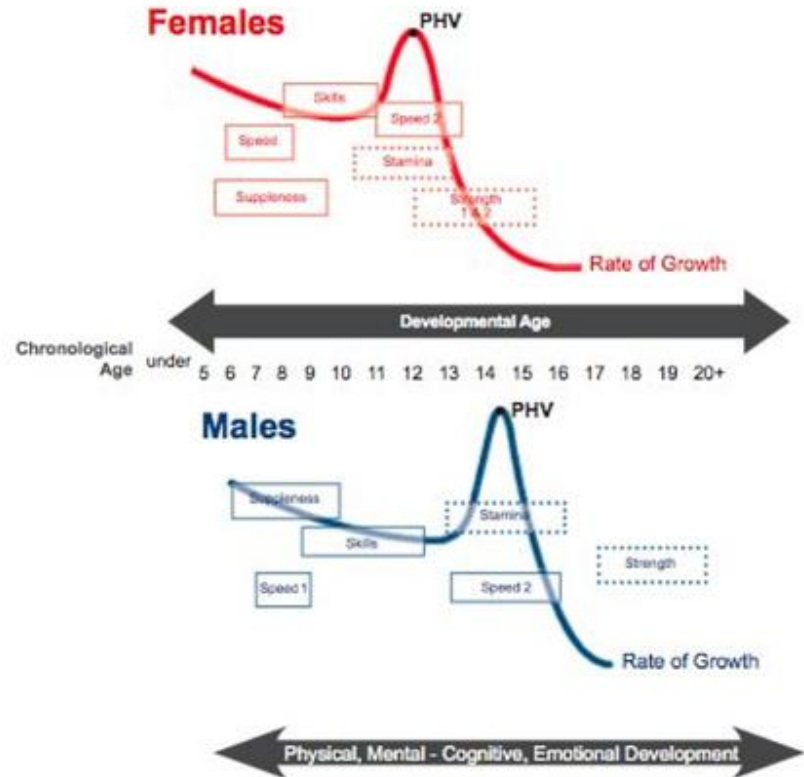 Females
PHV
Skills
Speed 2
Speed
Stamina
Suppleness
Strength
1 & 2
Rate of Growth
Developmental Age
Chronological
Age
under 5 6 7 8 9 10 11 12 13 14 15 16 17 18 19 20+
PHV
Males
Suppleness
Stamina
Skills
Strength
Speed 1
Speed 2
Rate of Growth
Physical, Mental - Cognitive, Emotional Development